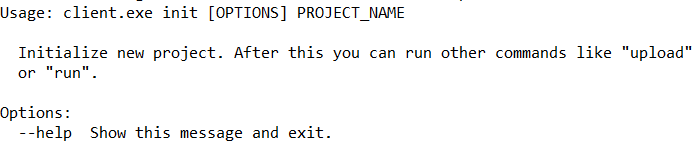 Usage: client.exe init [OPTIONS] PROJECT_NAME
Initialize new project. After this you can run other commands like "upload"
or "run".
Options:
--help  Show this message and exit.